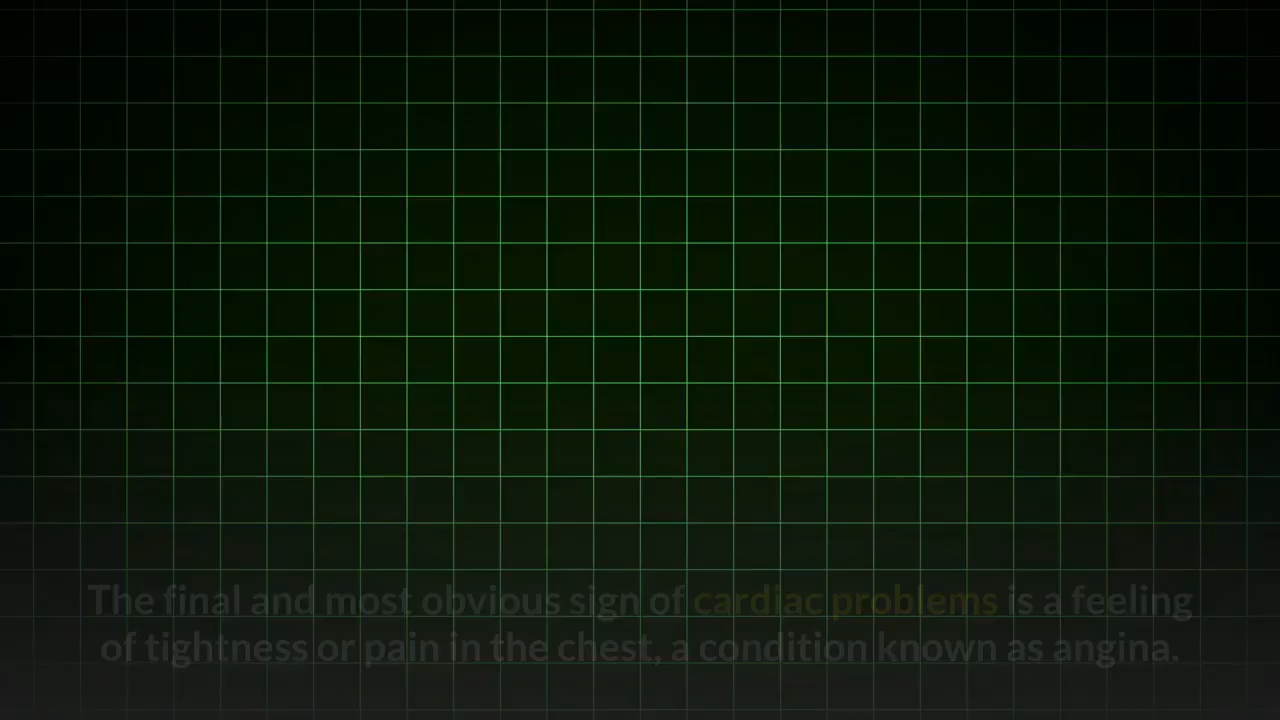 The final and most obvious sign of cardiac problems is a feeling
of tightness or pain in the chest, a condition known as angina.